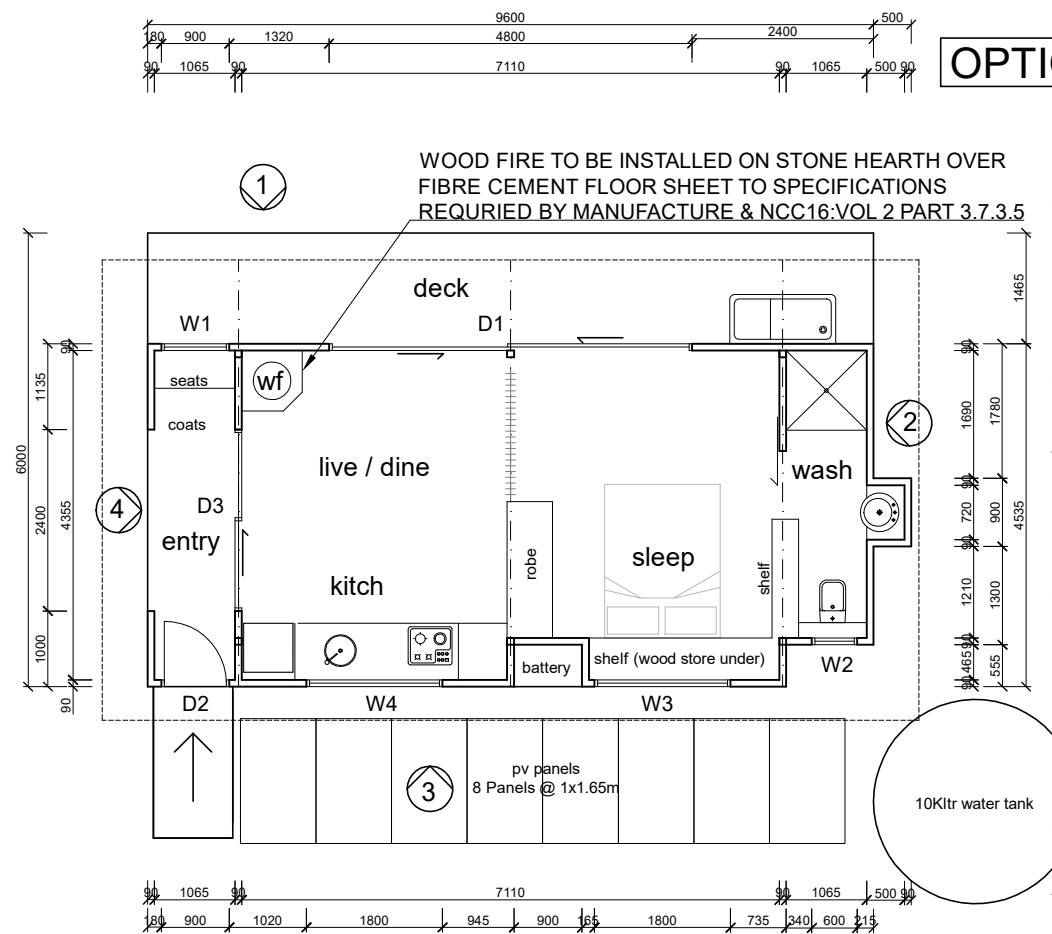 9600
500
180 900 1320 4800 2400
90 1065 90 7110 90 1065 500 90
OPTIO
WOOD FIRE TO BE INSTALLED ON STONE HEARTH OVER
FIBRE CEMENT FLOOR SHEET TO SPECIFICATIONS
REQURIED BY MANUFACTURE & NCC16:VOL 2 PART 3.7.3.5
1
deck
W1
D1
seats
wf
coats
live / dine
wash
2
4
D3
entry
kitch
robe
sleep
shelf
battery
shelf (wood store under)
W2
D2
W4
W3
pv panels
8 Panels @ 1x1.65m
3
10Kltr water tank
6000
1135
2400
1000
90
4355
90
90
1690
90
720
90
1210
90
465
90
1780
900
1300
555
1465
4535
90 1065 90 7110 90 1065 500 90
180 900 1020 1800 945 900 165 1800 735 340 600 215